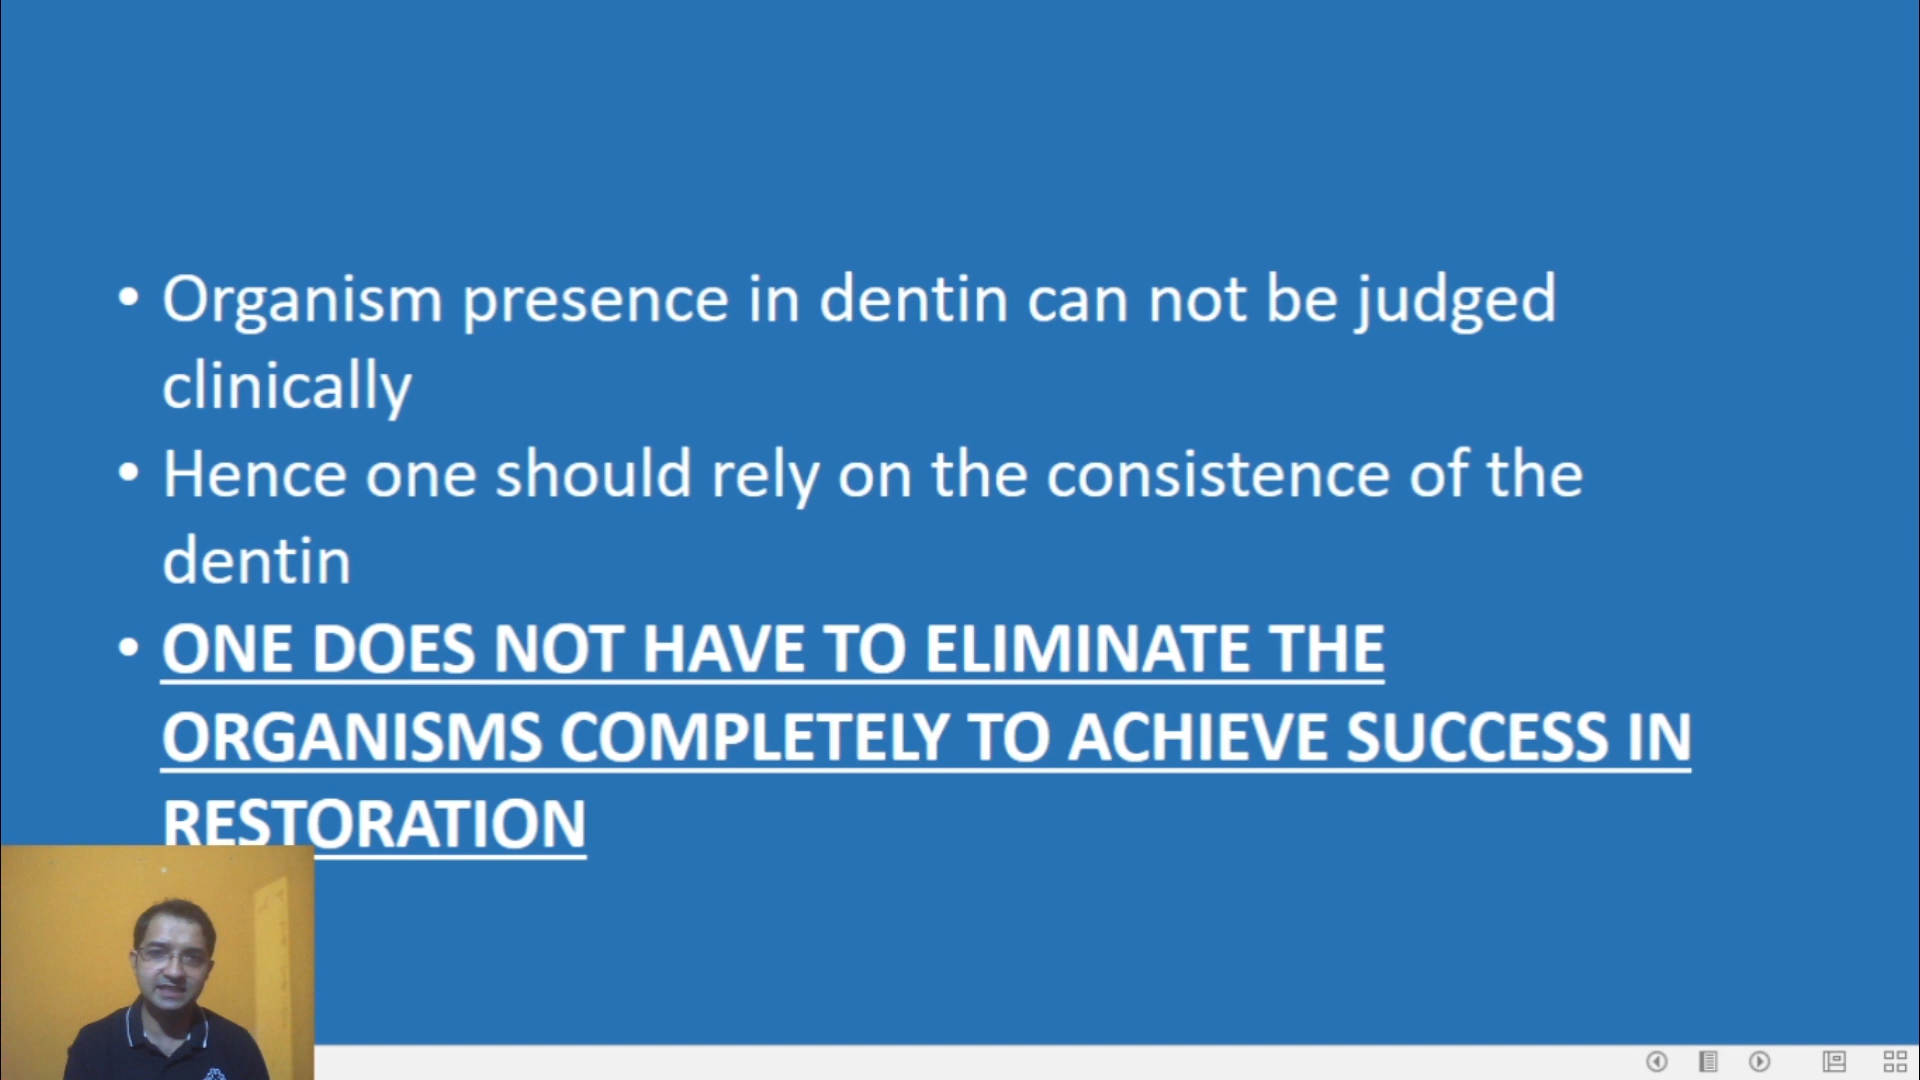 • Organism presence in dentin can not be judged
clinically
• Hence one should rely on the consistence of the
dentin
• ONE DOES NOT HAVE TO ELIMINATE THE
ORGANISMS COMPLETELY TO ACHIEVE SUCCESS IN
RESTORATION